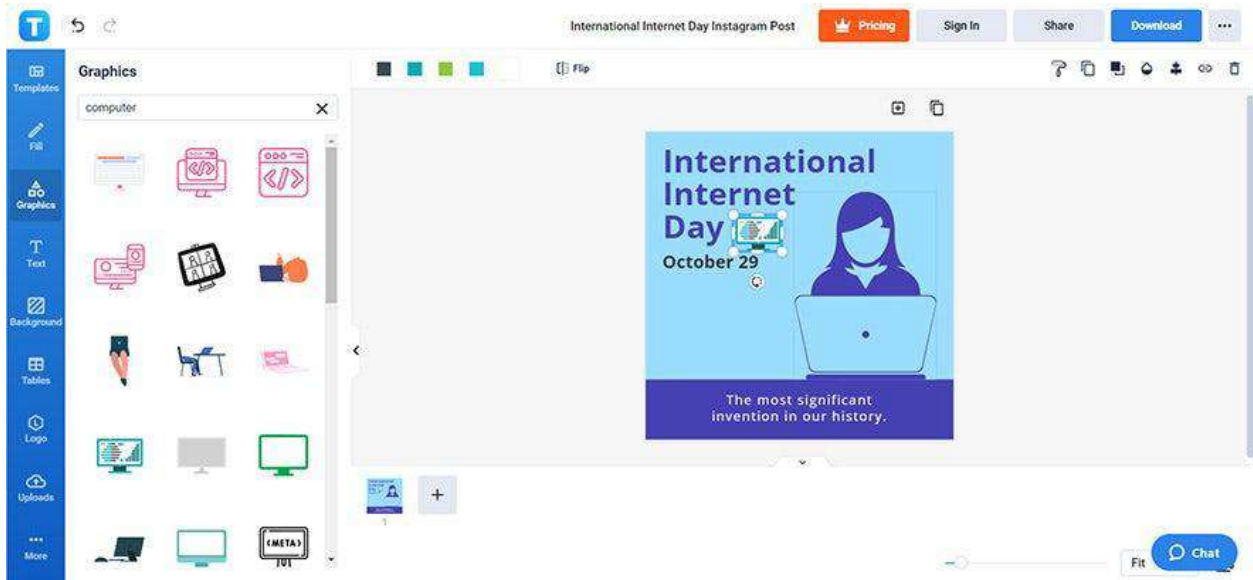 T
International Internet Day Instagram Post
Pricing
Sign In
Share
Download
Templates
Fill
Graphics
Text
Background
Tables
Logo
Uploads
More
Graphics
computer
</>
</>
(META)
Flip
International
Internet
Day
October 29
The most significant
invention in our history.
1
Fit
Chat